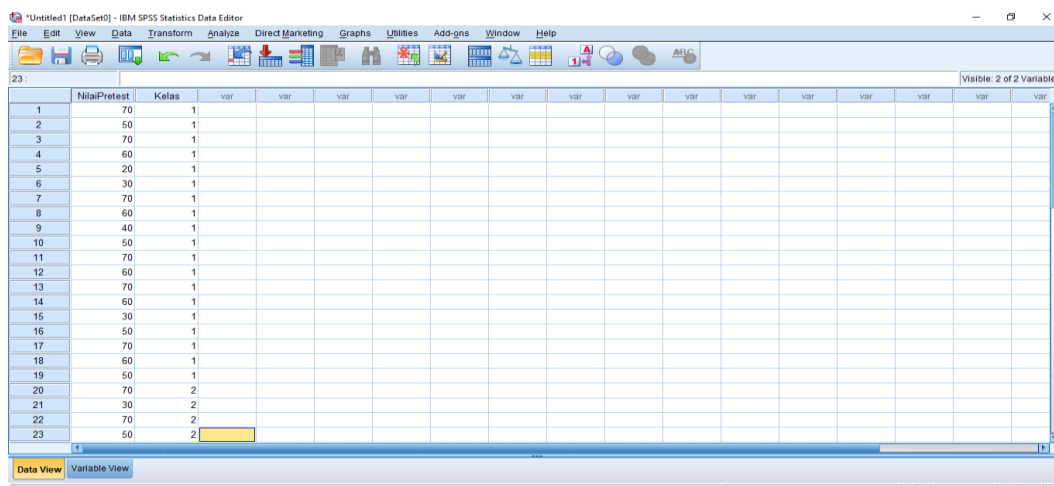 *Untitled1 [DataSet0] - IBM SPSS Statistics Data Editor
File Edit View Data Transform Analyze Direct Marketing Graphs Utilities Add-ons Window Help
23 :
Visible: 2 of 2 Variable
NilaiPretest Kelas var var var var var var var var var var var var var var var
1 70 1
2 50 1
3 70 1
4 60 1
5 20 1
6 30 1
7 70 1
8 60 1
9 40 1
10 50 1
11 70 1
12 60 1
13 70 1
14 60 1
15 30 1
16 50 1
17 70 1
18 60 1
19 50 1
20 70 2
21 30 2
22 70 2
23 50 2
Data View Variable View